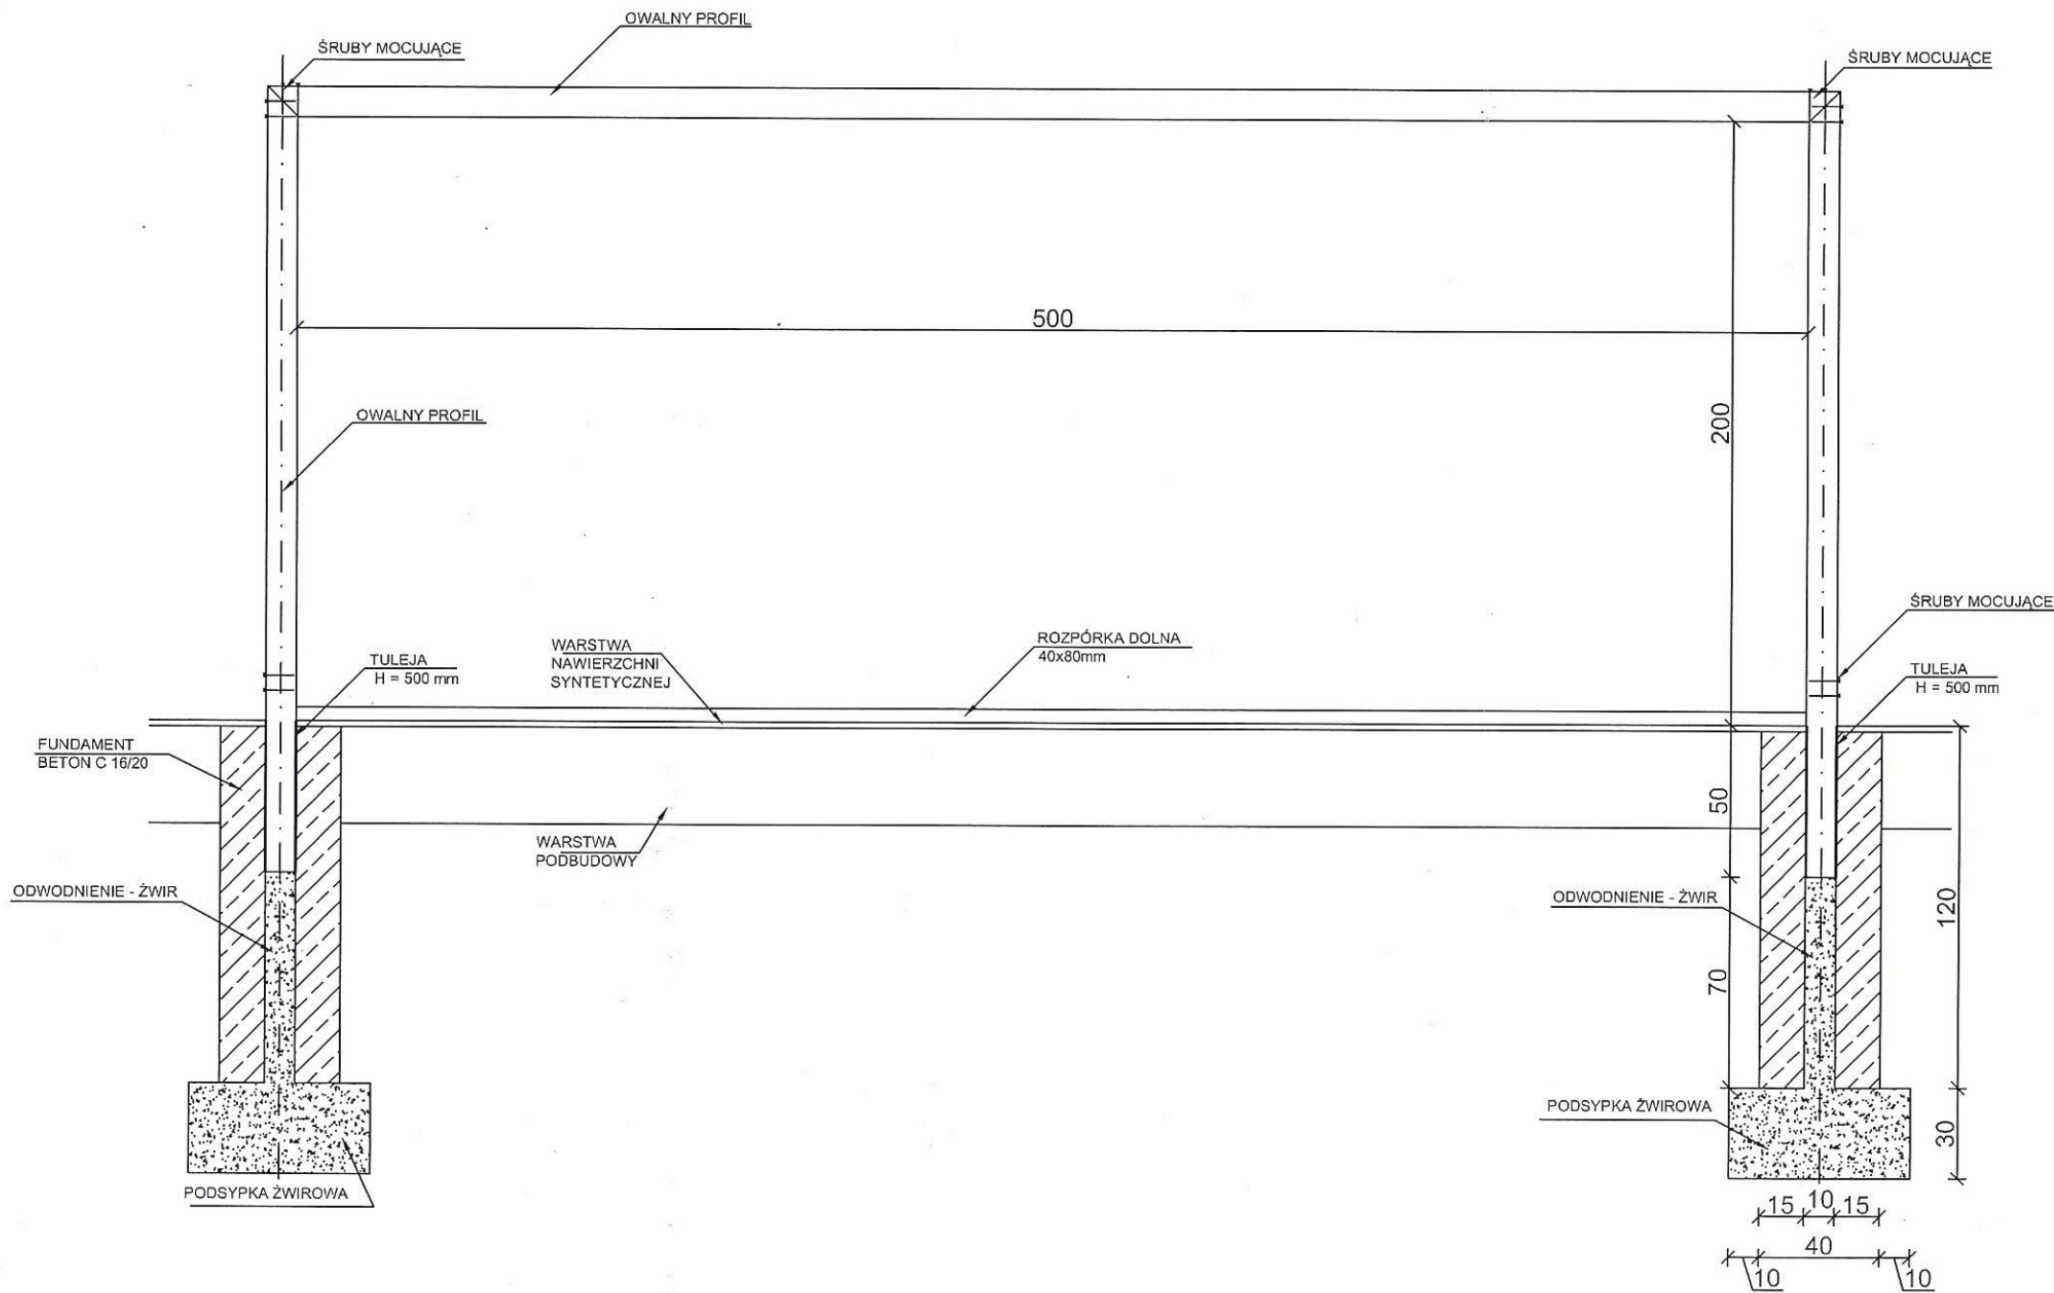 OWALNY PROFIL
ŚRUBY MOCUJĄCE
ŚRUBY MOCUJĄCE
500
200
OWALNY PROFIL
ŚRUBY MOCUJĄCE
WARSTWA
NAWIERZCHNI
SYNTETYCZNEJ
ROZPÓRKA DOLNA
40x80mm
TULEJA
H = 500 mm
TULEJA
H = 500 mm
FUNDAMENT
BETON C 16/20
50
WARSTWA
PODBUDOWY
ODWODNIENIE - ŻWIR
ODWODNIENIE - ŻWIR
120
70
PODSYPKA ŻWIROWA
30
PODSYPKA ŻWIROWA
15 10 15
40
10 10